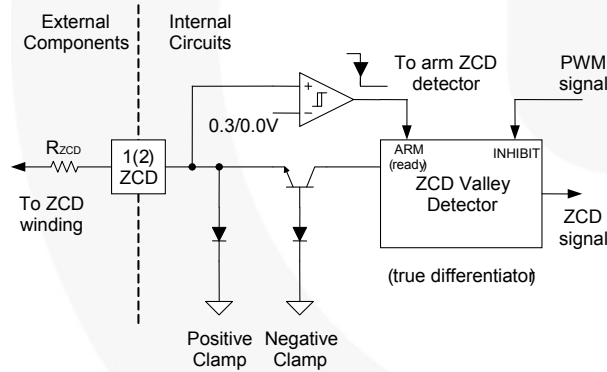 External
Components
Internal
Circuits
To arm ZCD
detector
PWM
signal
+
−
0.3/0.0V
RZCD
1(2)
ZCD
ARM
(ready)
INHIBIT
ZCD Valley
Detector
To ZCD
winding
ZCD
signal
(true differentiator)
Positive
Clamp
Negative
Clamp